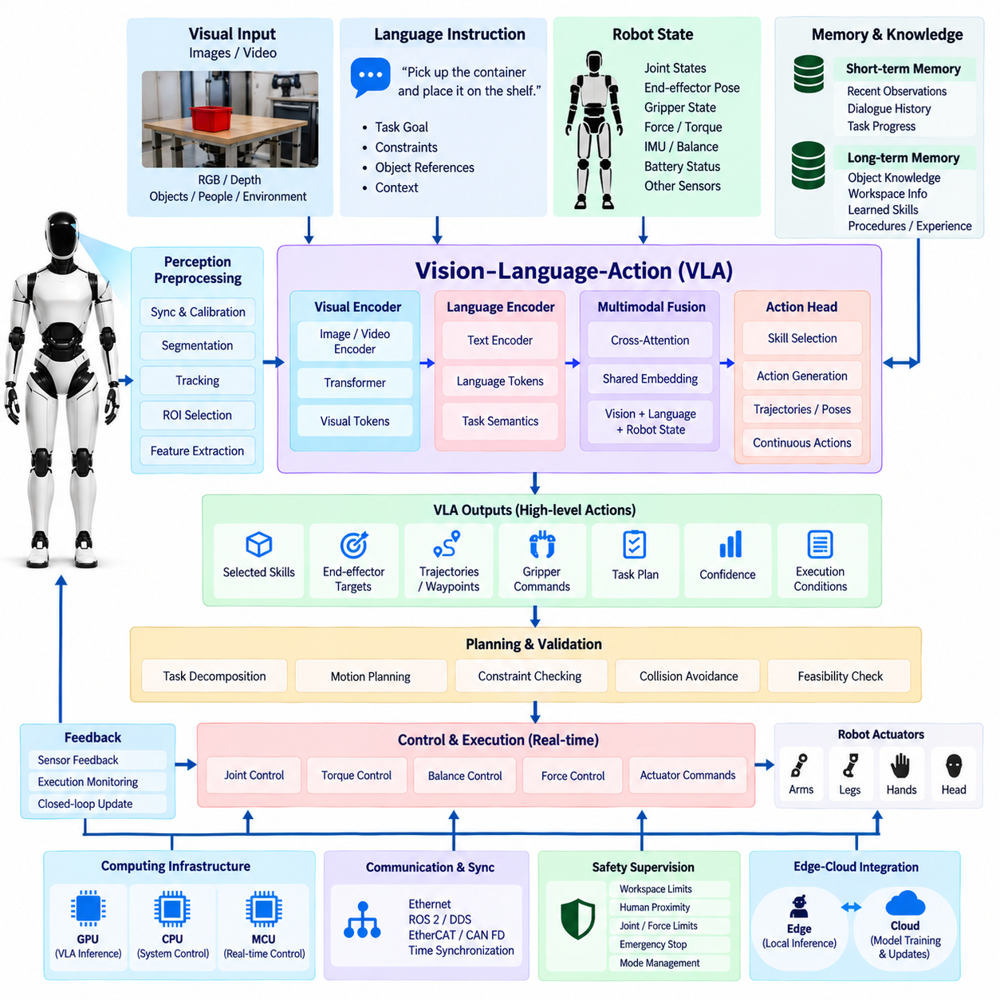 Visual Input
Images / Video
RGB / Depth
Objects / People / Environment
Language Instruction
“Pick up the container
and place it on the shelf.”
• Task Goal
• Constraints
• Object References
• Context
Robot State
Joint States
End-effector Pose
Gripper State
Force / Torque
IMU / Balance
Battery Status
Other Sensors
Memory & Knowledge
Short-term Memory
Recent Observations
Dialogue History
Task Progress
Long-term Memory
Object Knowledge
Workspace Info
Learned Skills
Procedures / Experience
Perception
Preprocessing
Sync & Calibration
Segmentation
Tracking
ROI Selection
Feature Extraction
Vision–Language-Action (VLA)
Visual Encoder
Image / Video
Encoder
Transformer
Visual Tokens
Language Encoder
Text Encoder
Language Tokens
Task Semantics
Multimodal Fusion
Cross-Attention
Shared Embedding
Vision + Language
+ Robot State
Action Head
Skill Selection
Action Generation
Trajectories / Poses
Continuous Actions
VLA Outputs (High-level Actions)
Selected Skills
End-effector
Targets
Trajectories
/ Waypoints
Gripper
Commands
Task Plan
Confidence
Execution
Conditions
Planning & Validation
Task Decomposition
Motion Planning
Constraint Checking
Collision Avoidance
Feasibility Check
Feedback
Sensor Feedback
Execution Monitoring
Closed-loop Update
Control & Execution (Real-time)
Joint Control
Torque Control
Balance Control
Force Control
Actuator Commands
Robot Actuators
Arms
Legs
Hands
Head
Computing Infrastructure
GPU
(VLA Inference)
CPU
(System Control)
MCU
(Real-time Control)
Communication & Sync
Ethernet
ROS 2 / DDS
EtherCAT / CAN FD
Time Synchronization
Safety Supervision
Workspace Limits
Human Proximity
Joint / Force Limits
Emergency Stop
Mode Management
Edge-Cloud Integration
Edge
(Local Inference)
Cloud
(Model Training
& Updates)